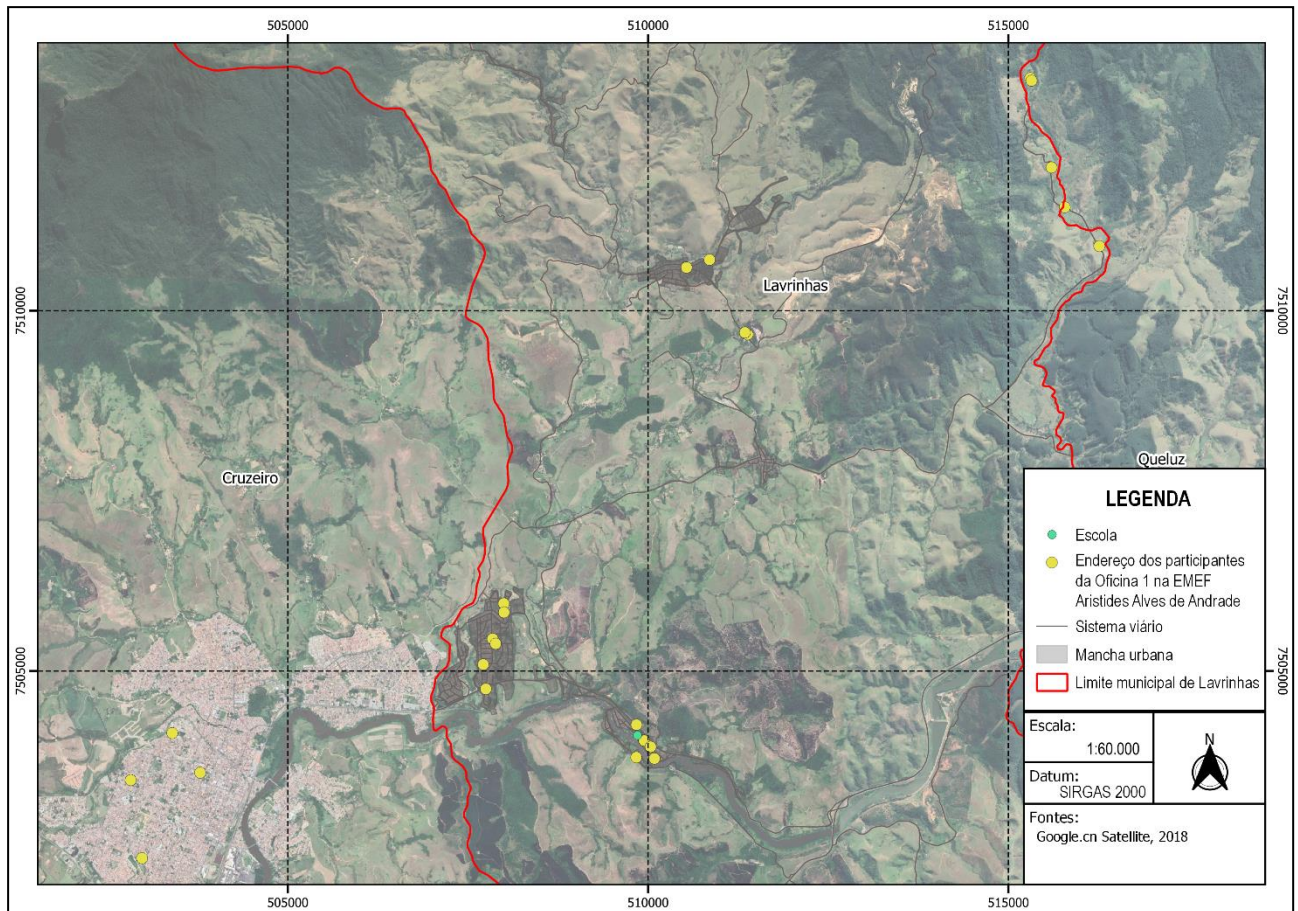 505000
510000
515000
7510000
7510000
Lavrinhas
Cruzeiro
Queluz
7505000
7505000
LEGENDA
Escola
Endereço dos participantes
da Oficina 1 na EMEF
Aristides Alves de Andrade
Sistema viário
Mancha urbana
Limite municipal de Lavrinhas
Escala:
1:60.000
Datum:
SIRGAS 2000
N
Fontes:
Google.cn Satellite, 2018
505000
510000
515000